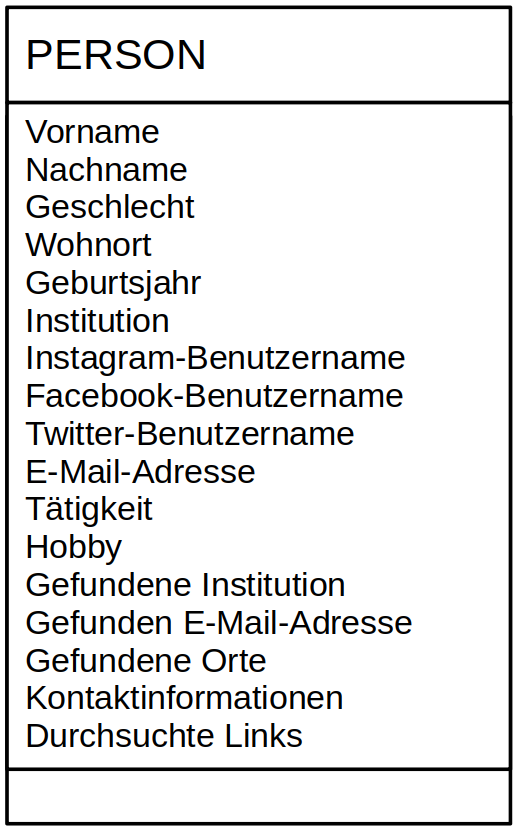 PERSON
Vorname
Nachname
Geschlecht
Wohnort
Geburtsjahr
Institution
Instagram-Benutzername
Facebook-Benutzername
Twitter-Benutzername
E-Mail-Adresse
Tätigkeit
Hobby
Gefundene Institution
Gefunden E-Mail-Adresse
Gefundene Orte
Kontaktinformationen
Durchsuchte Links